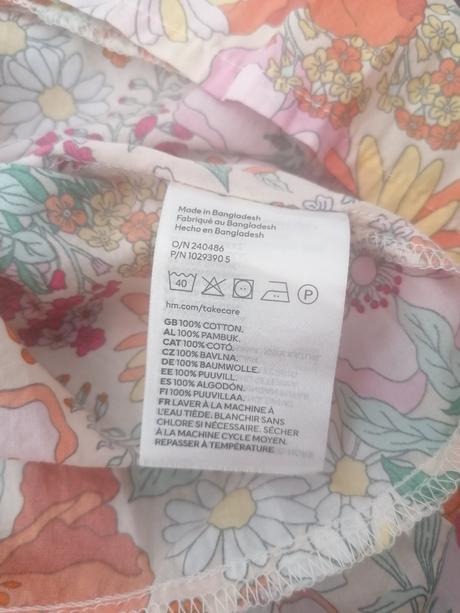 Made in Bangladesh
Fabriqué au Bangladesh
Hecho en Bangladesh
O/N 240486
P/N 1029390 5
40
P
hm.com/takecare
GB 100% COTTON.
AL 100% PAMBUK.
CAT 100% COTÓ.
CZ 100% BAVLNA.
DE 100% BAUMWOLLE.
EE 100% PUUVILL.
ES 100% ALGODÓN.
FI 100% PUUVILLAA.
FR LAVER À LA MACHINE À
L'EAU TIÈDE. BLANCHIR SANS
CHLORE SI NÉCESSAIRE. SÉCHER
À LA MACHINE CYCLE MOYEN.
REPASSER À TEMPÉRATURE